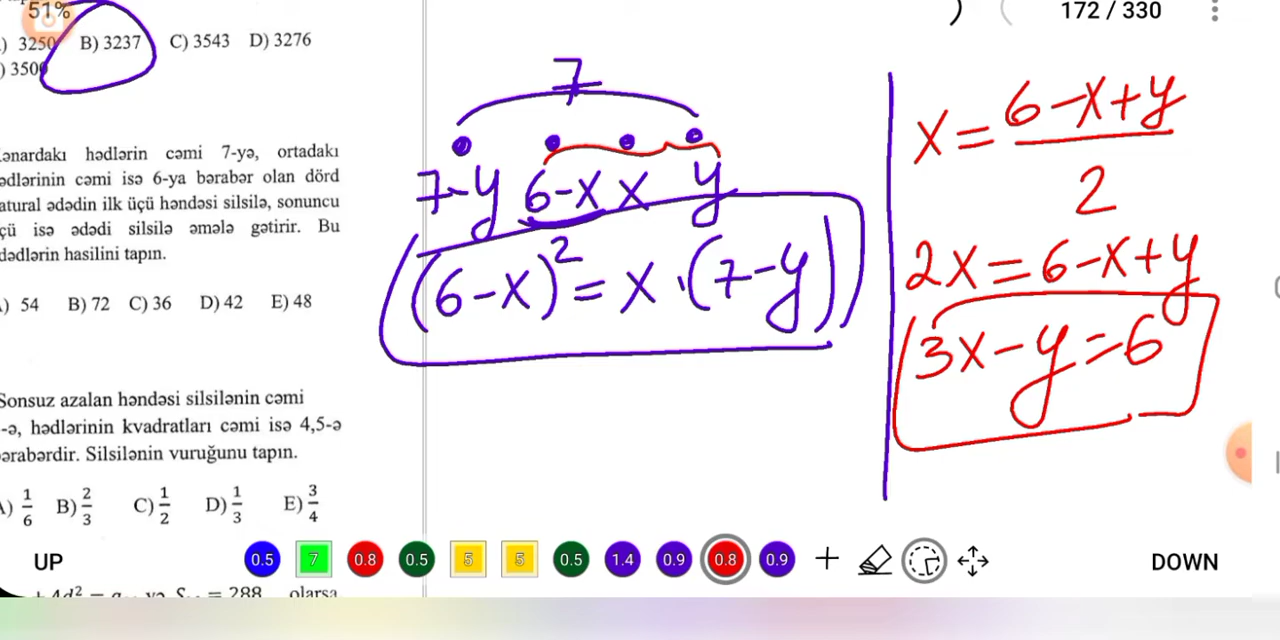 51%
172 / 330
) 3250 B) 3237 C) 3543 D) 3276
) 350
ənardakı hədlərin cəmi 7-yə, ortadakı
ədlərinin cəmi isə 6-ya bərabər olan dörd
atural ədədin ilk üçü həndəsi silsilə, sonuncu
çü isə ədədi silsilə əmələ gətirir. Bu
dədlərin hasilini tapın.
) 54 B) 72 C) 36 D) 42 E) 48
Sonsuz azalan həndəsi silsilənin cəmi
-ə, hədlərinin kvadratları cəmi isə 4,5-ə
ərabərdir. Silsilənin vuruğunu tapın.
) 1/6 B) 2/3 C) 1/2 D) 1/3 E) 3/4
= 288 olarsa
7
7-y 6-x x y
(6-x)² = x · (7-y)
x = (6-x+y)/2
2x = 6-x+y
3x-y=6
UP 0.5 7 0.8 0.5 5 5 0.5 1.4 0.9 0.8 0.9 + DOWN